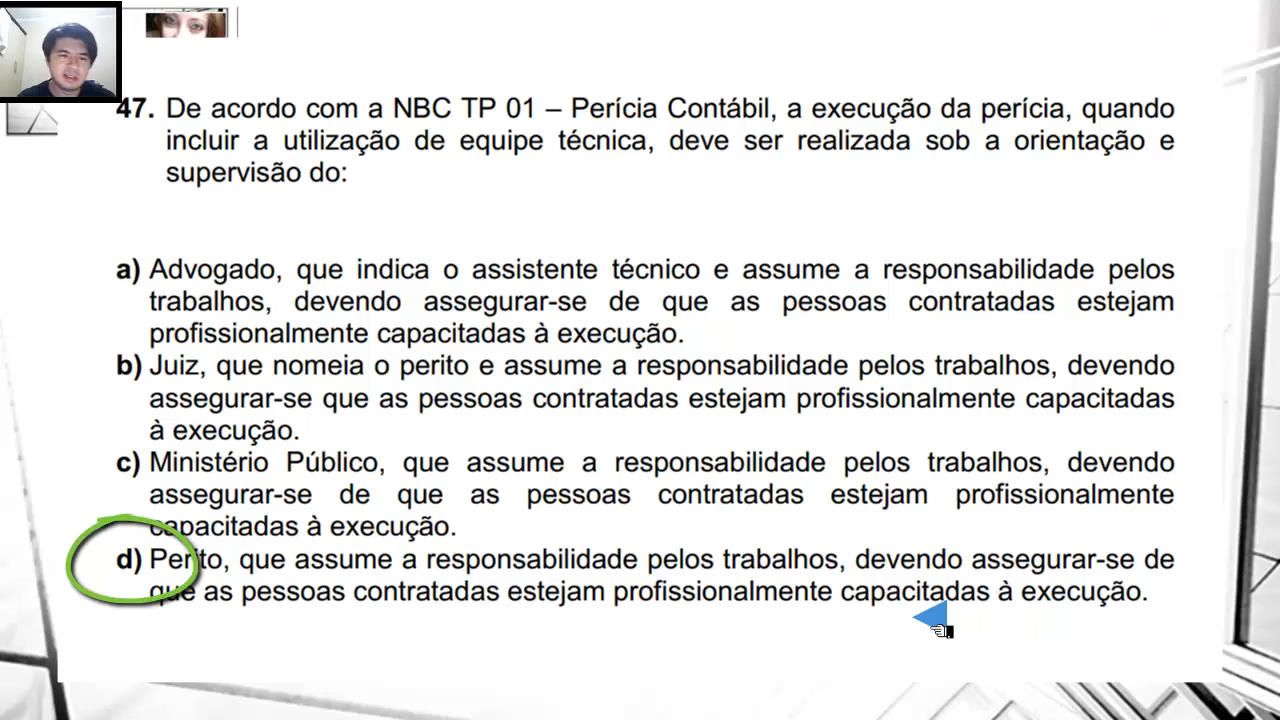 47. De acordo com a NBC TP 01 – Perícia Contábil, a execução da perícia, quando
incluir a utilização de equipe técnica, deve ser realizada sob a orientação e
supervisão do:
a) Advogado, que indica o assistente técnico e assume a responsabilidade pelos
trabalhos, devendo assegurar-se de que as pessoas contratadas estejam
profissionalmente capacitadas à execução.
b) Juiz, que nomeia o perito e assume a responsabilidade pelos trabalhos, devendo
assegurar-se que as pessoas contratadas estejam profissionalmente capacitadas
à execução.
c) Ministério Público, que assume a responsabilidade pelos trabalhos, devendo
assegurar-se de que as pessoas contratadas estejam profissionalmente
capacitadas à execução.
d) Perito, que assume a responsabilidade pelos trabalhos, devendo assegurar-se de
que as pessoas contratadas estejam profissionalmente capacitadas à execução.